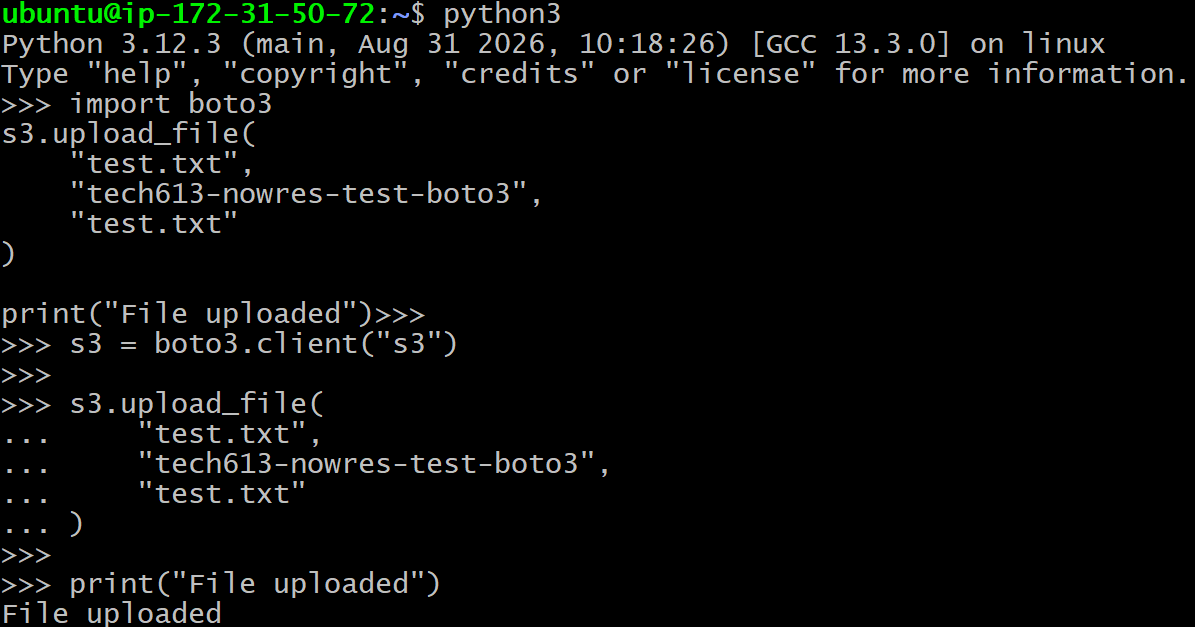 ubuntu@ip-172-31-50-72:~$ python3
Python 3.12.3 (main, Aug 31 2026, 10:18:26) [GCC 13.3.0] on linux
Type "help", "copyright", "credits" or "license" for more information.
>>> import boto3
s3.upload_file(
    "test.txt",
    "tech613-nowres-test-boto3",
    "test.txt"
)

print("File uploaded")>>>
>>> s3 = boto3.client("s3")
>>>
>>> s3.upload_file(
...     "test.txt",
...     "tech613-nowres-test-boto3",
...     "test.txt"
... )
>>>
>>> print("File uploaded")
File uploaded